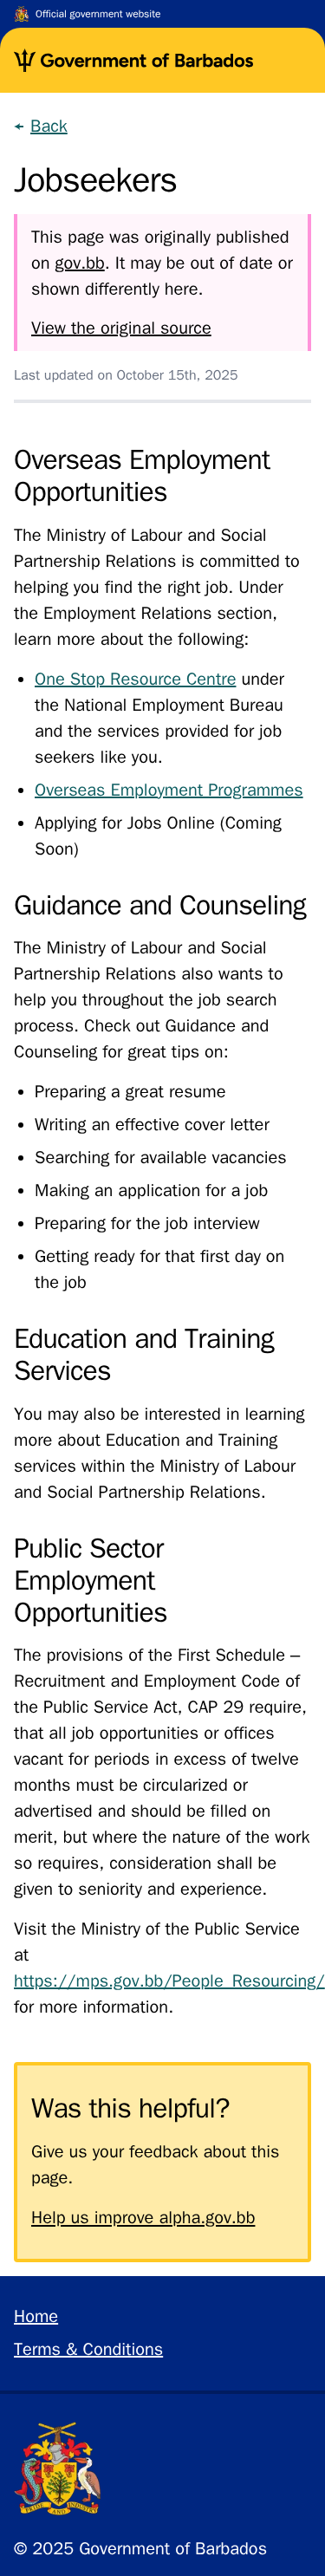 Official government website
Government of Barbados
Back
Jobseekers
This page was originally published
on gov.bb. It may be out of date or
shown differently here.
View the original source
Last updated on October 15th, 2025
Overseas Employment
Opportunities
The Ministry of Labour and Social
Partnership Relations is committed to
helping you find the right job. Under
the Employment Relations section,
learn more about the following:
• One Stop Resource Centre under
the National Employment Bureau
and the services provided for job
seekers like you.
• Overseas Employment Programmes
• Applying for Jobs Online (Coming
Soon)
Guidance and Counseling
The Ministry of Labour and Social
Partnership Relations also wants to
help you throughout the job search
process. Check out Guidance and
Counseling for great tips on:
• Preparing a great resume
• Writing an effective cover letter
• Searching for available vacancies
• Making an application for a job
• Preparing for the job interview
• Getting ready for that first day on
the job
Education and Training
Services
You may also be interested in learning
more about Education and Training
services within the Ministry of Labour
and Social Partnership Relations.
Public Sector
Employment
Opportunities
The provisions of the First Schedule –
Recruitment and Employment Code of
the Public Service Act, CAP 29 require,
that all job opportunities or offices
vacant for periods in excess of twelve
months must be circularized or
advertised and should be filled on
merit, but where the nature of the work
so requires, consideration shall be
given to seniority and experience.
Visit the Ministry of the Public Service
at
https://mps.gov.bb/People_Resourcing/
for more information.
Was this helpful?
Give us your feedback about this
page.
Help us improve alpha.gov.bb
Home
Terms & Conditions
PRIDE AND INDUSTRY
© 2025 Government of Barbados